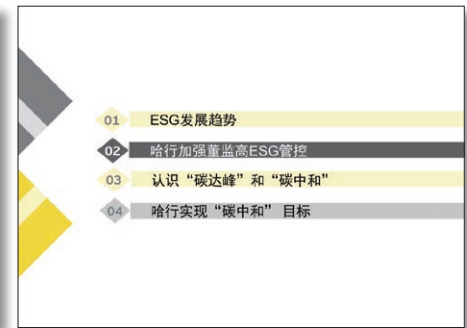 01 ESG发展趋势
02 哈行加强董监高ESG管控
03 认识“碳达峰”和“碳中和”
04 哈行实现“碳中和” 目标